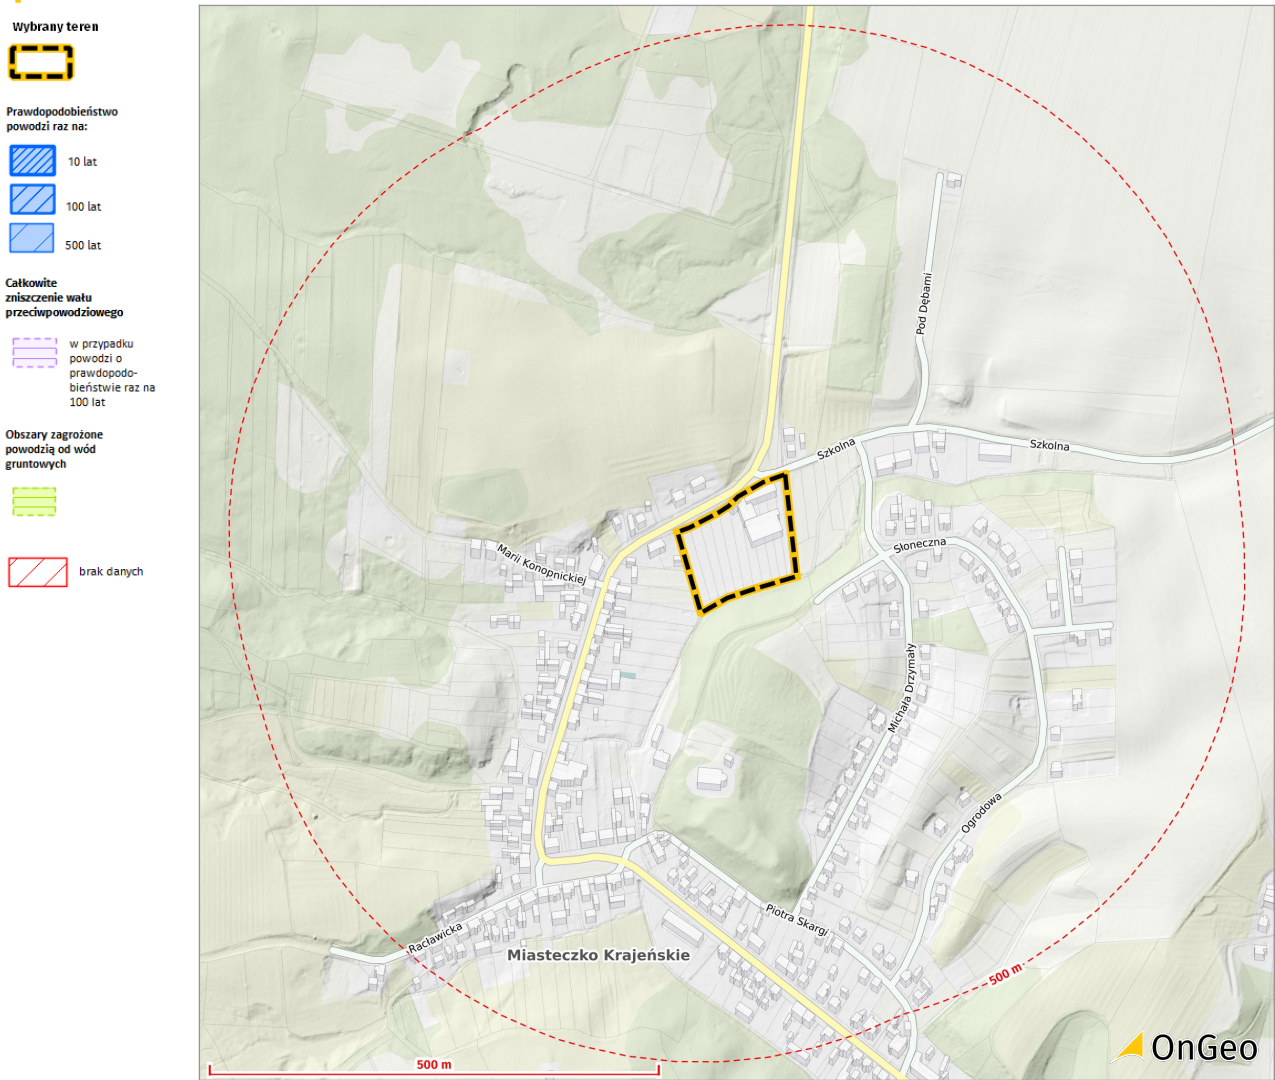 Wybrany teren
Prawdopodobieństwo
powodzi raz na:
10 lat
100 lat
500 lat
Całkowite
zniszczenie wału
przeciwpowodziowego
w przypadku
powodzi o
prawdopodo-
bieństwie raz na
100 lat
Obszary zagrożone
powodzią od wód
gruntowych
brak danych
Pod Dębami
Szkolna
Szkolna
Słoneczna
Marii Konopnickiej
Michała Drzymały
Ogrodowa
Piotra Skargi
Racławicka
Miasteczko Krajeńskie
500 m
500 m
OnGeo